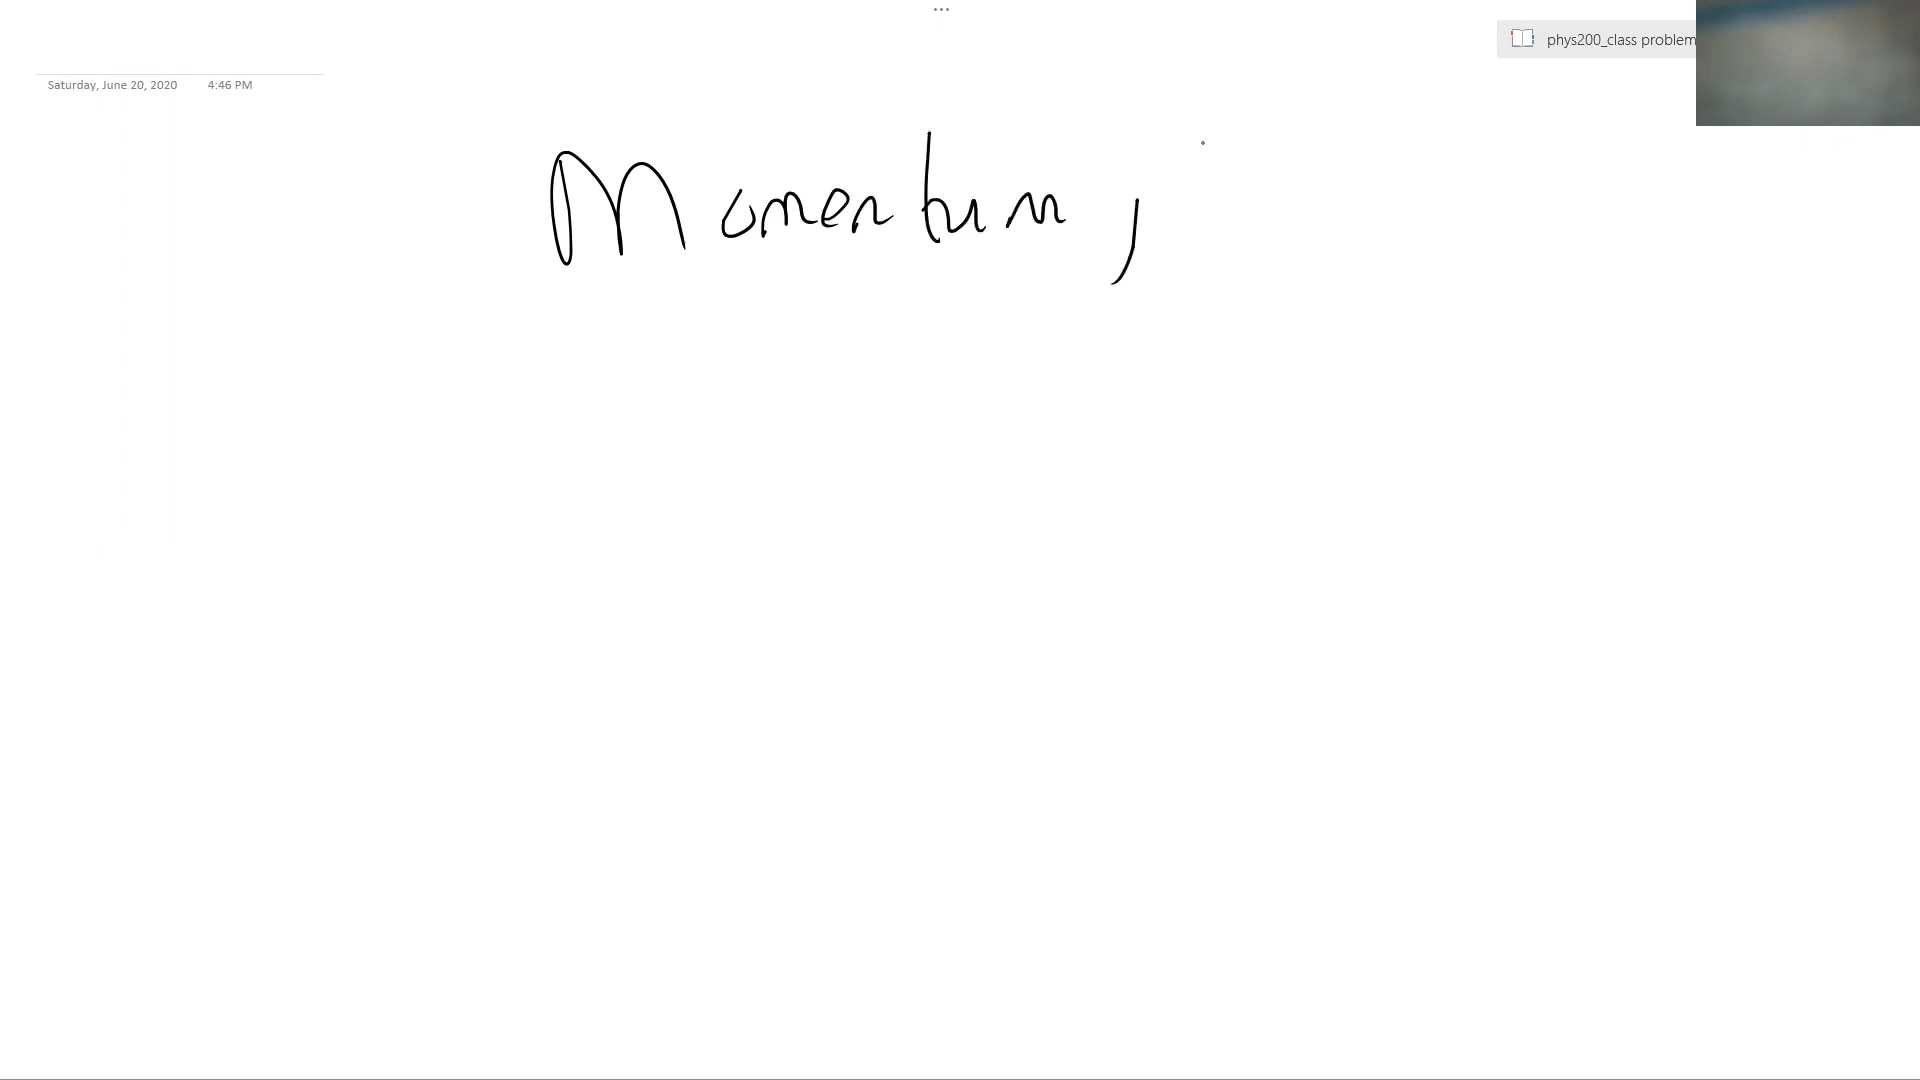 ...
phys200_class problem
Saturday, June 20, 2020 4:46 PM
Momentum,